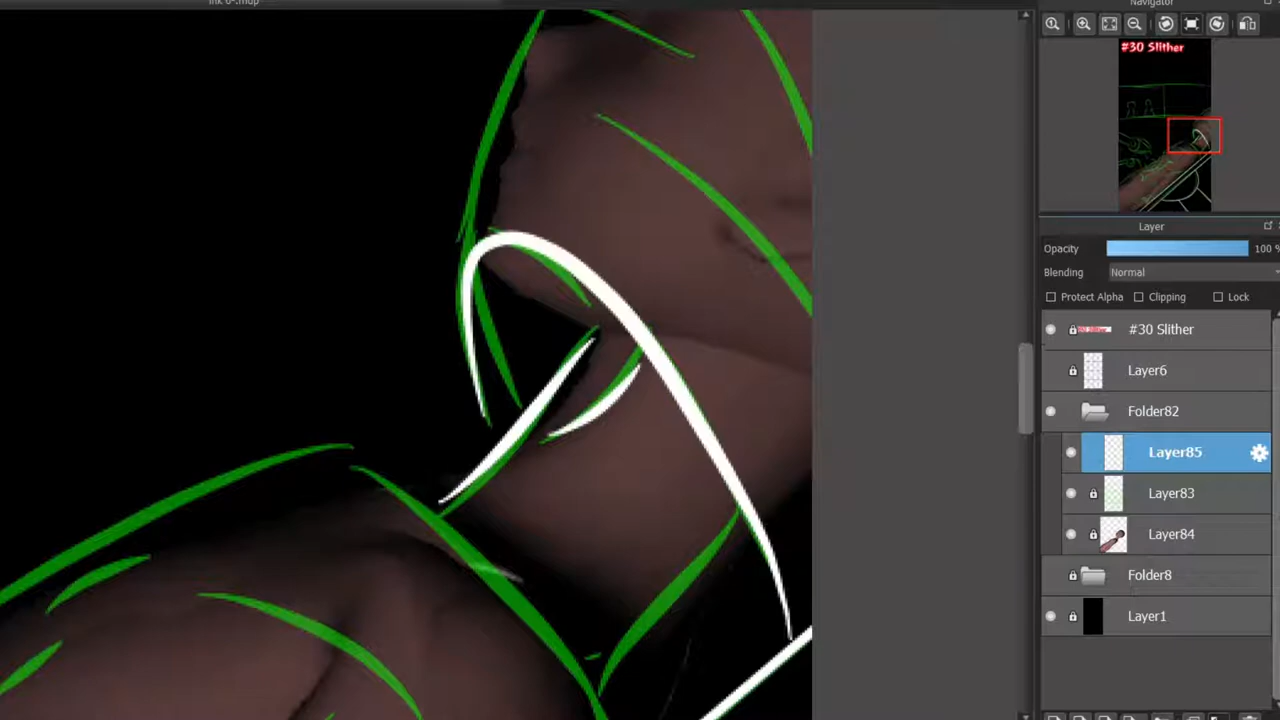 Navigator
#30 Slither
Layer
Opacity 100 %
Blending Normal
Protect Alpha Clipping Lock
#30 Slither
Layer6
Folder82
Layer85
Layer83
Layer84
Folder8
Layer1